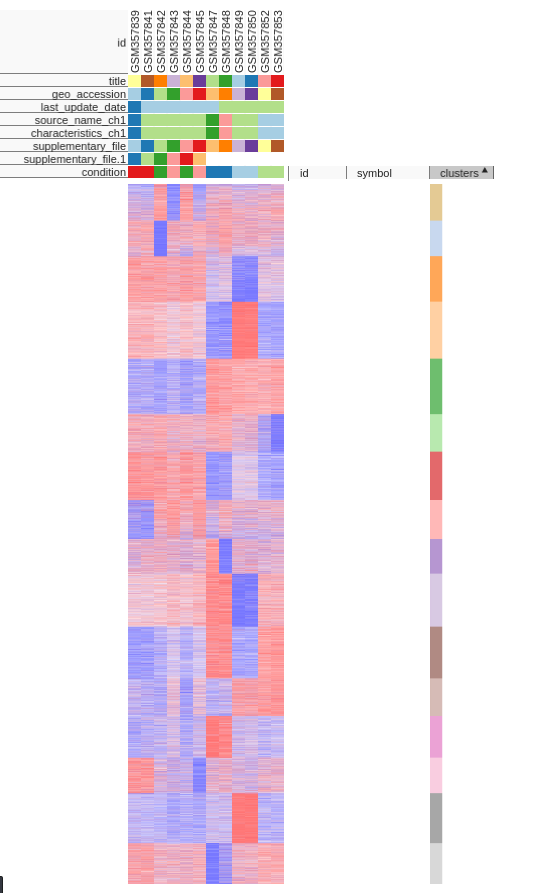 id
GSM357839
GSM357841
GSM357842
GSM357843
GSM357844
GSM357845
GSM357847
GSM357848
GSM357849
GSM357850
GSM357852
GSM357853
title
geo_accession
last_update_date
source_name_ch1
characteristics_ch1
supplementary_file
supplementary_file.1
condition
id symbol clusters